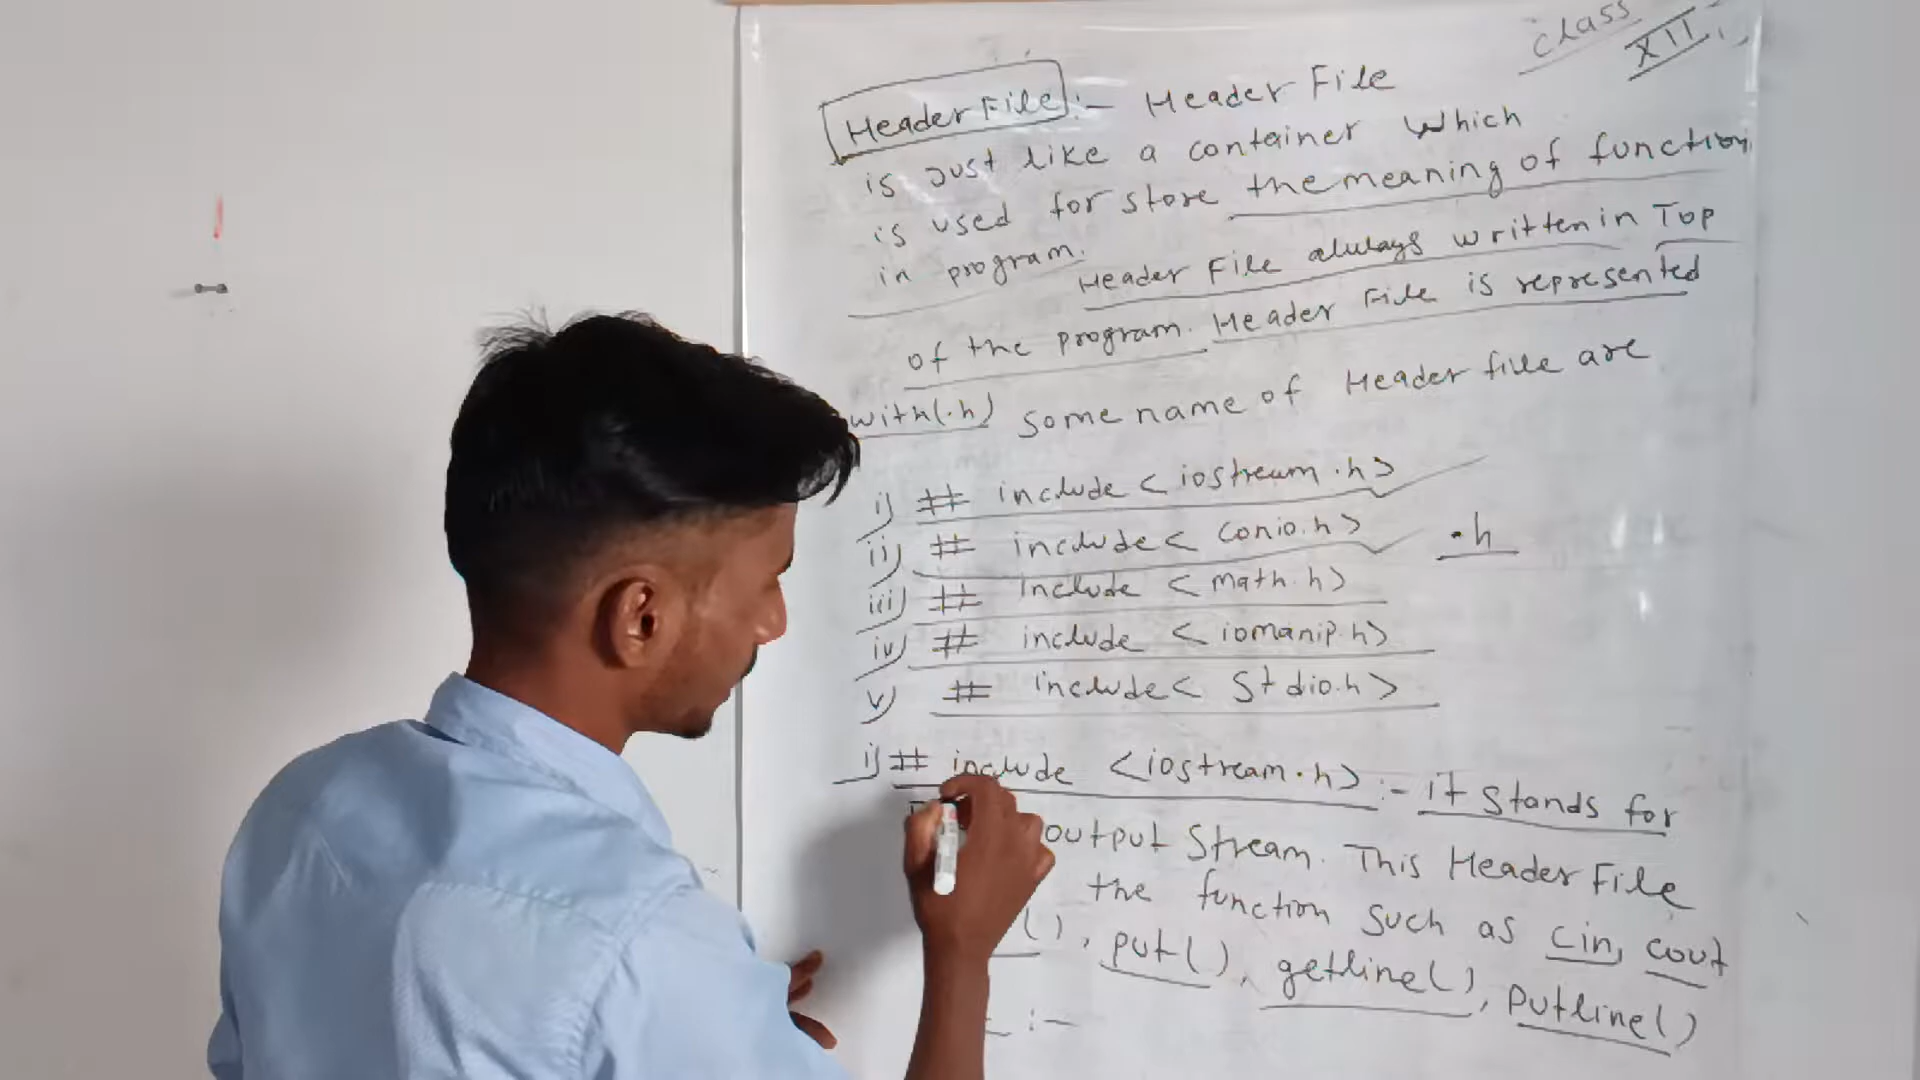 class
XII
Header File :- Header File
is Just like a container which
is used for store the meaning of function
in program.
Header File always written in Top
of the program. Header File is represented
with(.h) Some name of Header file are
i) # include < iostream.h>
ii) # include < conio.h>
.h
iii) # include < math.h>
iv) # include < iomanip.h>
v) # include < Stdio.h>
i) # include <iostream.h> :- it Stands for
output Stream. This Header File
the function Such as cin, cout
(), put(), getline(), Putline()
:-